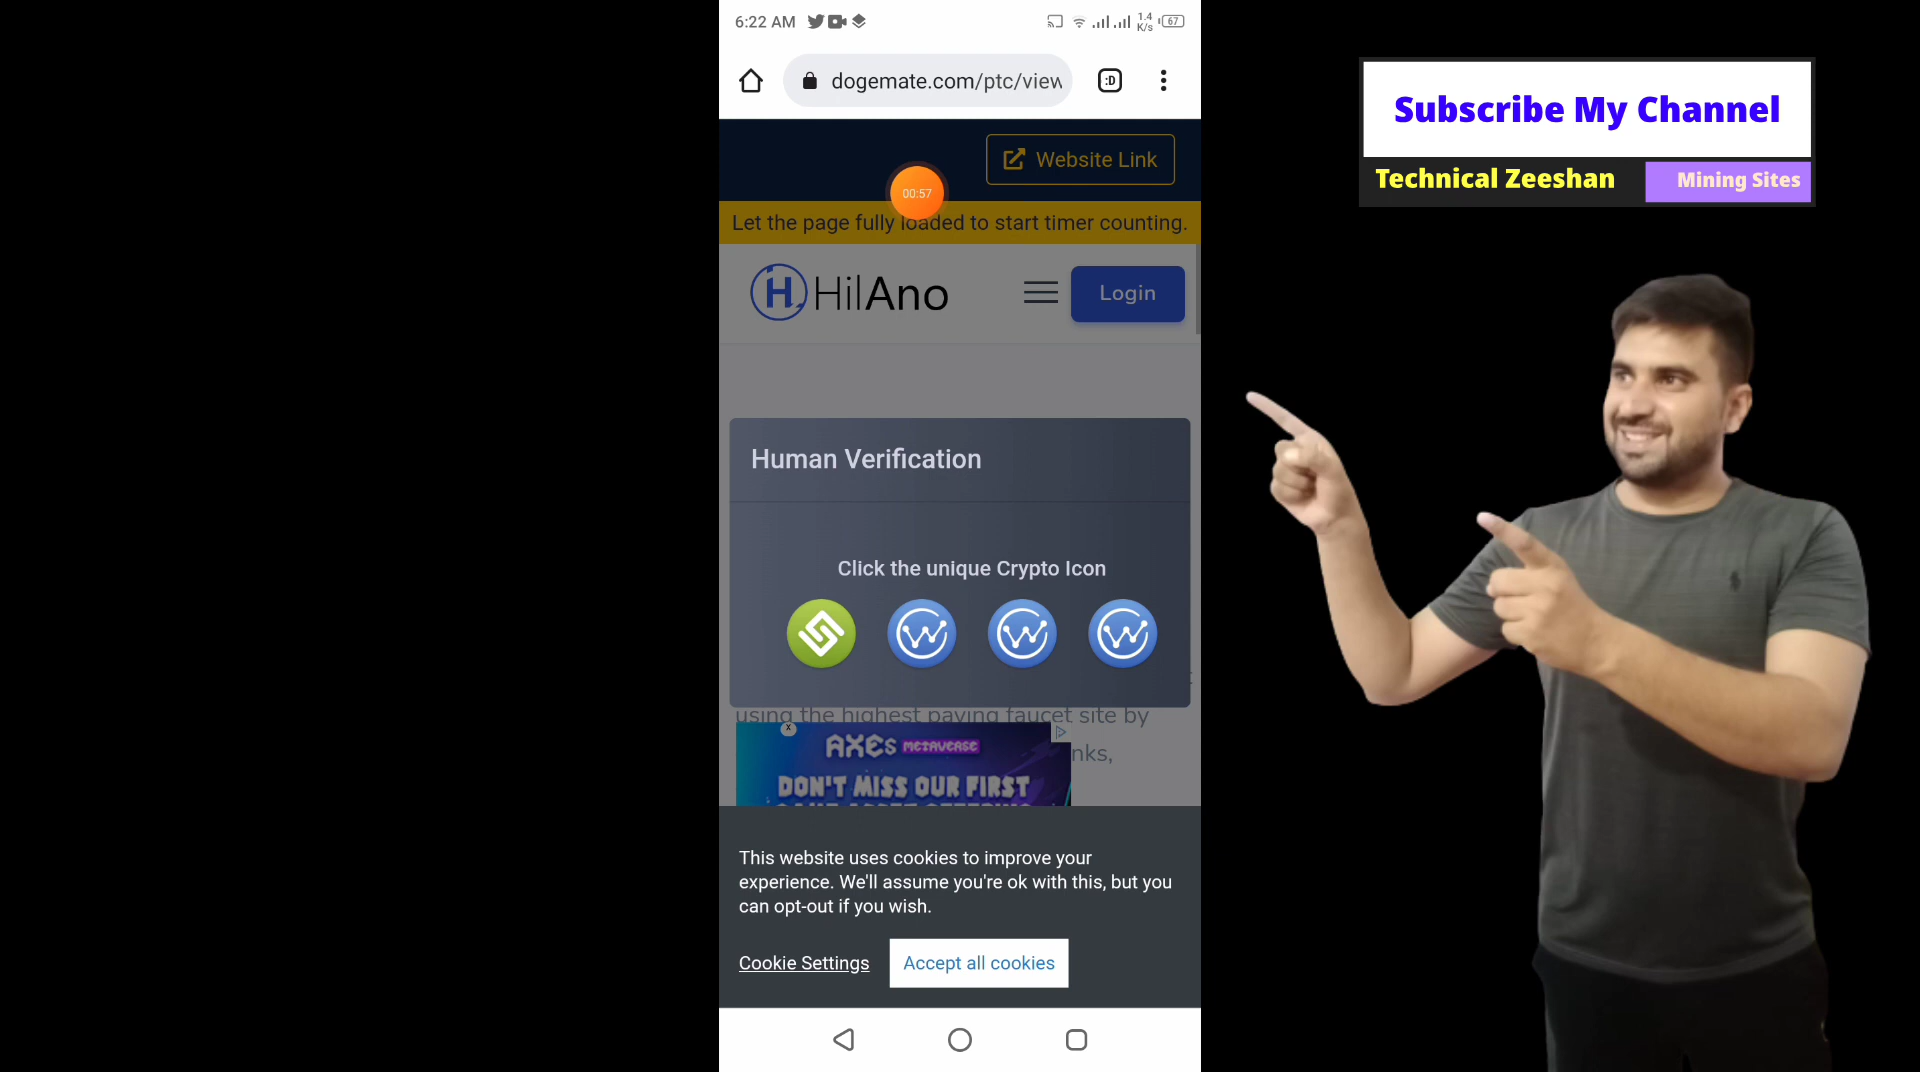 6:22 AM
1.4
K/s
67
dogemate.com/ptc/view
:D
Website Link
00:57
Let the page fully loaded to start timer counting.
H HilAno
Login
Human Verification
Click the unique Crypto Icon
using the highest paying faucet site by
x
AXEs METAVERSE
nks,
DON'T MISS OUR FIRST
This website uses cookies to improve your
experience. We'll assume you're ok with this, but you
can opt-out if you wish.
Cookie Settings
Accept all cookies
Subscribe My Channel
Technical Zeeshan
Mining Sites